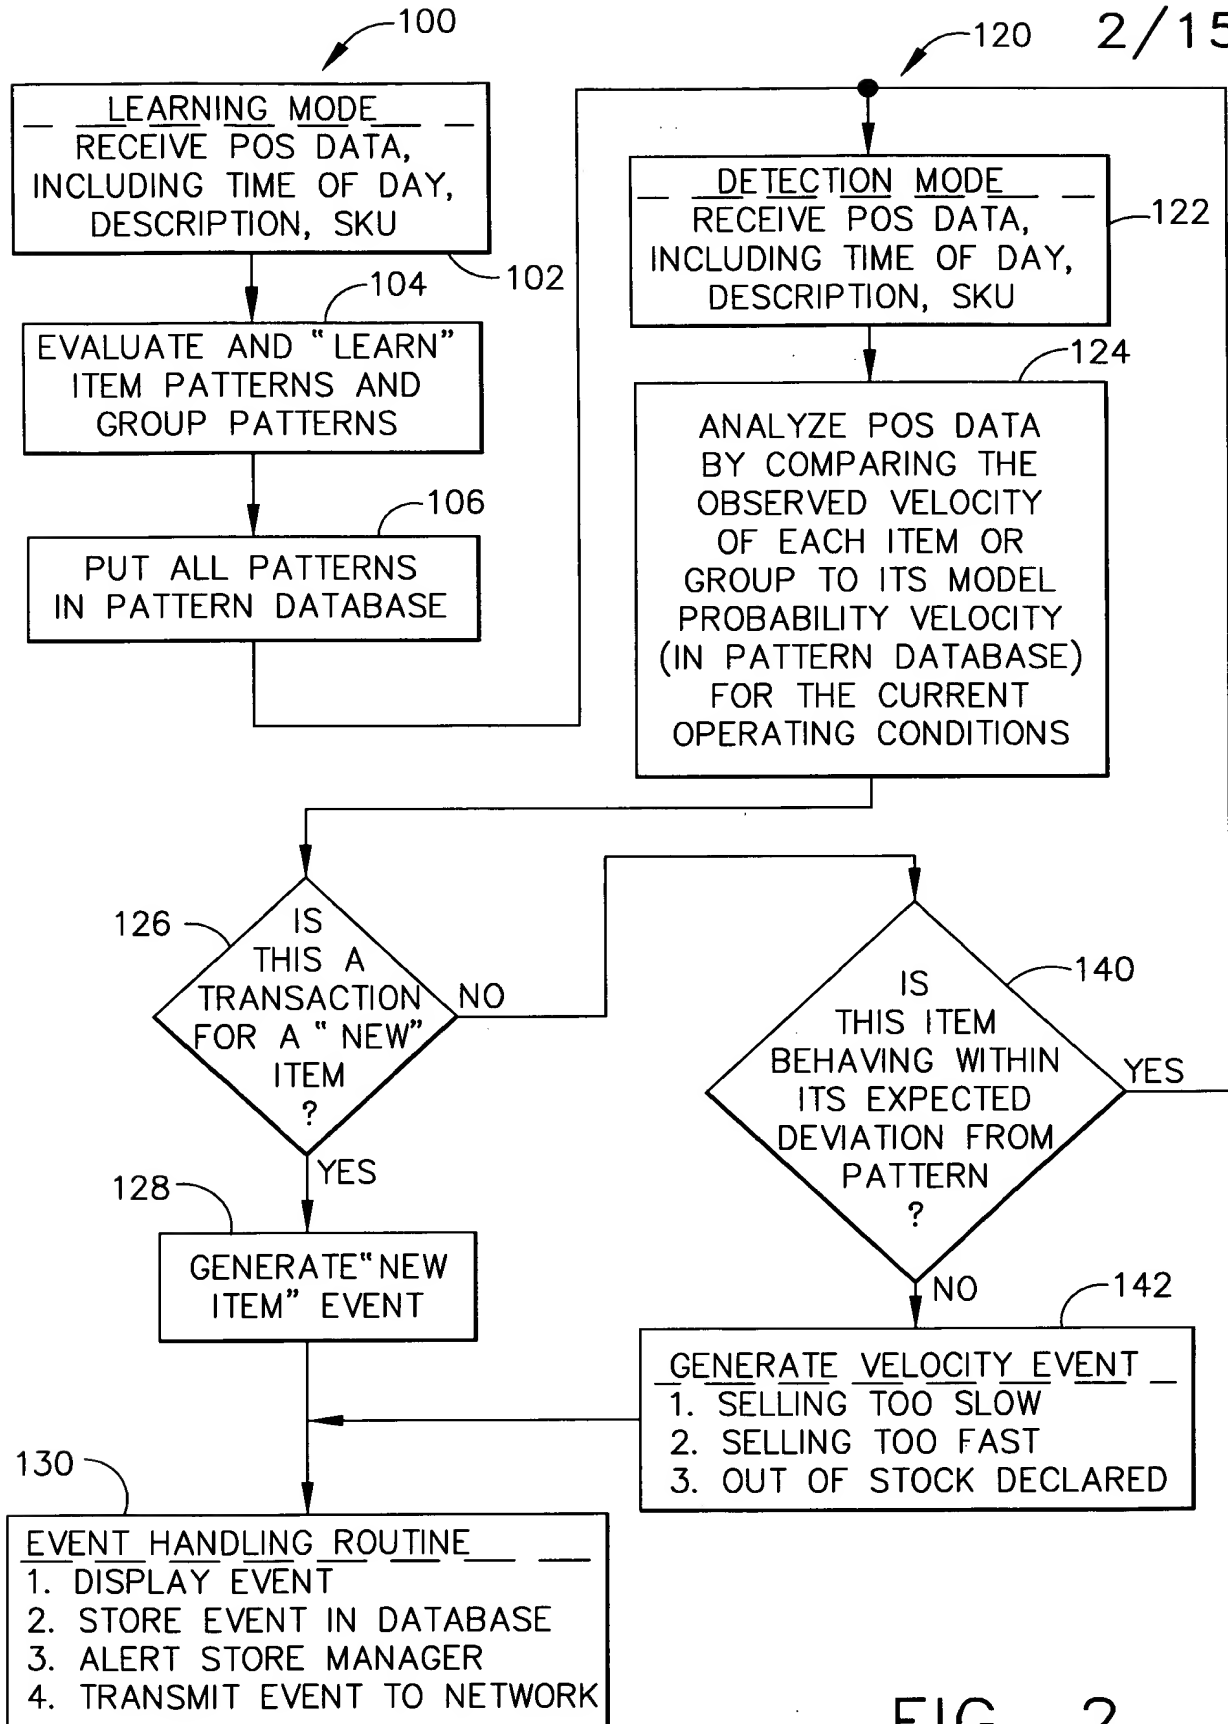 100
LEARNING MODE
RECEIVE POS DATA,
INCLUDING TIME OF DAY,
DESCRIPTION, SKU
102
104
EVALUATE AND "LEARN"
ITEM PATTERNS AND
GROUP PATTERNS
106
PUT ALL PATTERNS
IN PATTERN DATABASE
120
2/15
DETECTION MODE
RECEIVE POS DATA,
INCLUDING TIME OF DAY,
DESCRIPTION, SKU
122
124
ANALYZE POS DATA
BY COMPARING THE
OBSERVED VELOCITY
OF EACH ITEM OR
GROUP TO ITS MODEL
PROBABILITY VELOCITY
(IN PATTERN DATABASE)
FOR THE CURRENT
OPERATING CONDITIONS
126
IS
THIS A
TRANSACTION
FOR A "NEW"
ITEM
?
NO
YES
128
GENERATE"NEW
ITEM" EVENT
140
IS
THIS ITEM
BEHAVING WITHIN
ITS EXPECTED
DEVIATION FROM
PATTERN
?
YES
NO
142
GENERATE VELOCITY EVENT
1. SELLING TOO SLOW
2. SELLING TOO FAST
3. OUT OF STOCK DECLARED
130
EVENT HANDLING ROUTINE
1. DISPLAY EVENT
2. STORE EVENT IN DATABASE
3. ALERT STORE MANAGER
4. TRANSMIT EVENT TO NETWORK
FIG. 2